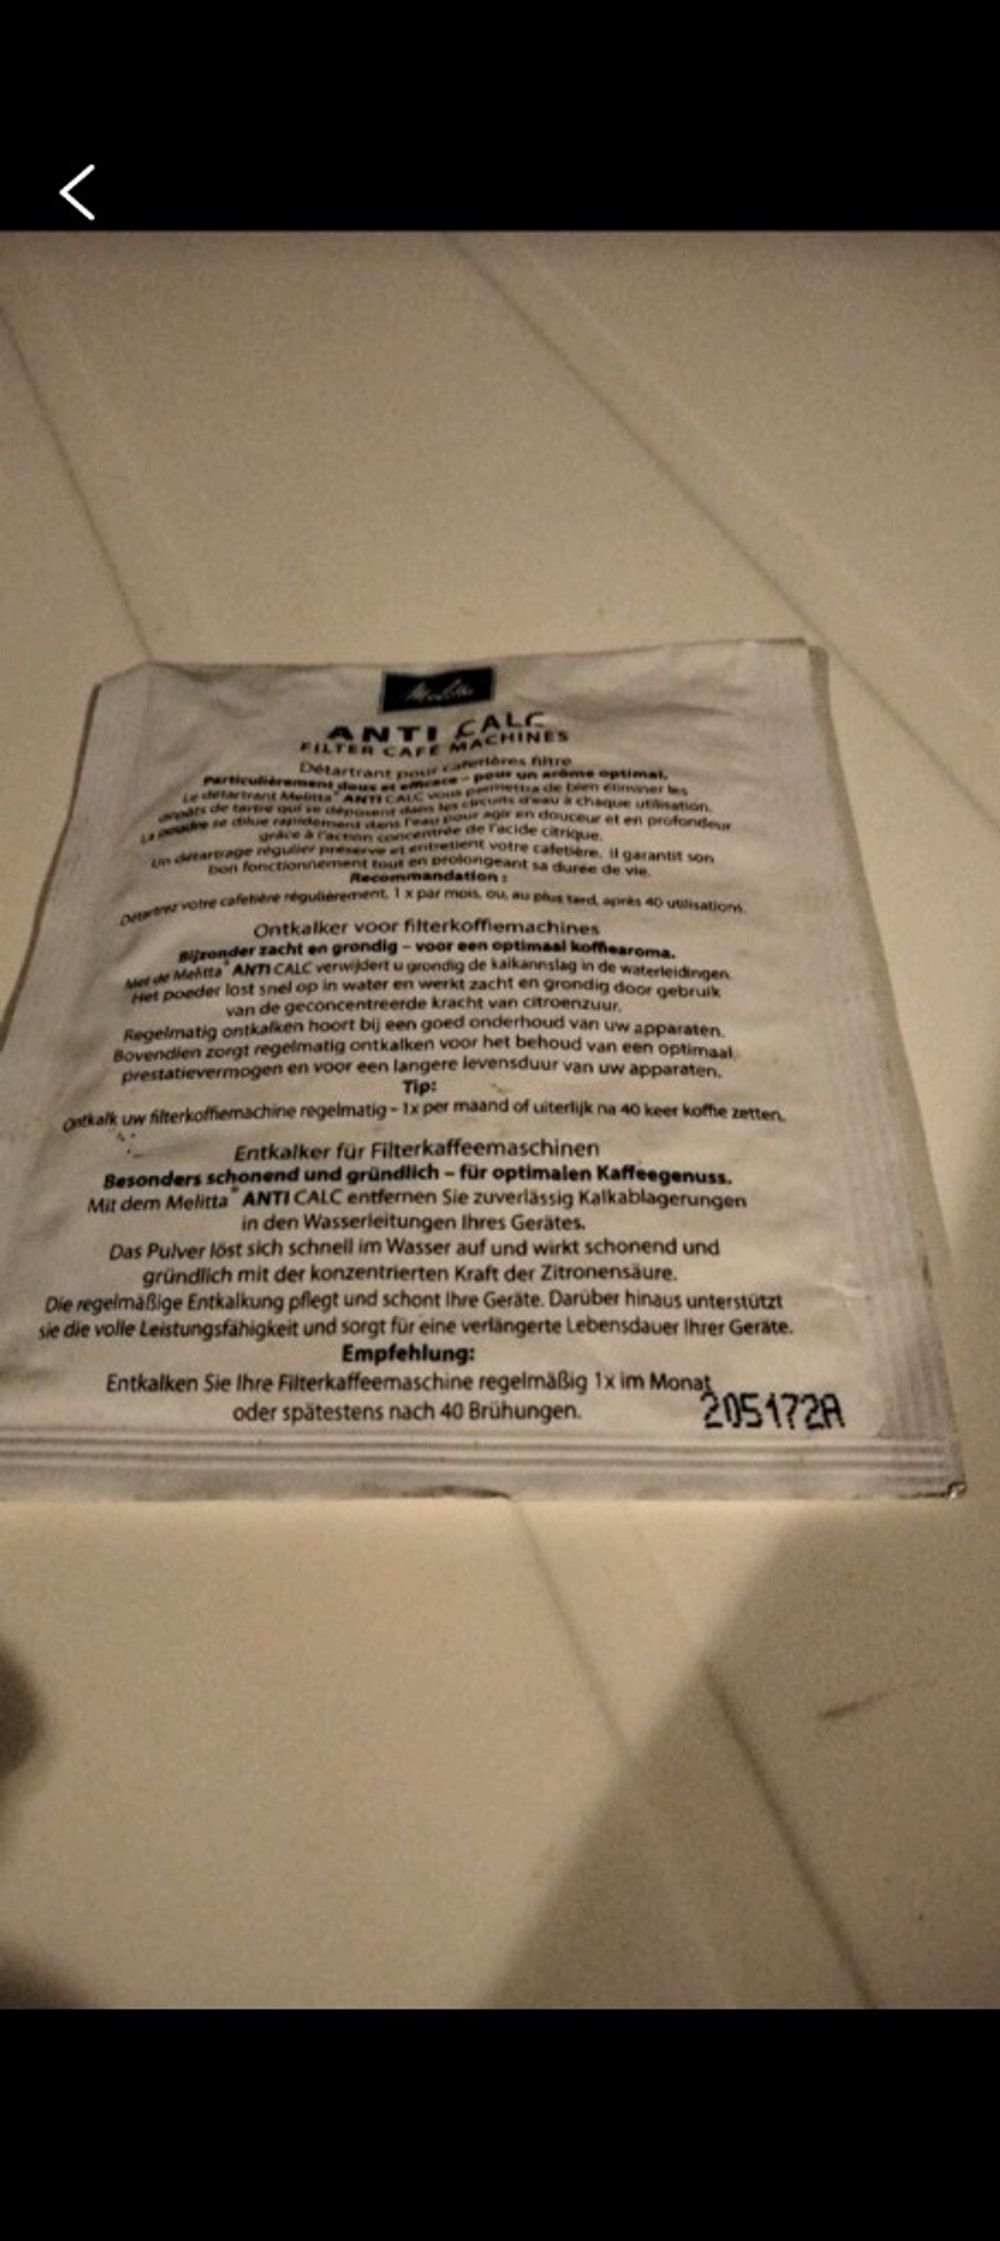 Melitta
ANTI CALC
FILTER CAFÉ MACHINES
Détartrant pour cafetières filtre
Particulièrement doux et efficace – pour un arôme optimal.
Le détartrant Melitta® ANTI CALC vous permettra de bien éliminer les
dépôts de tartre qui se déposent dans les circuits d'eau à chaque utilisation.
La poudre se dilue rapidement dans l'eau pour agir en douceur et en profondeur
grâce à l'action concentrée de l'acide citrique.
Un détartrage régulier préserve et entretient votre cafetière, il garantit son
bon fonctionnement tout en prolongeant sa durée de vie.
Recommandation :
Détartrez votre cafetière régulièrement, 1 x par mois, ou, au plus tard, après 40 utilisations.
Ontkalker voor filterkoffiemachines
Bijzonder zacht en grondig – voor een optimaal koffiearoma.
Met de Melitta® ANTI CALC verwijdert u grondig de kalkannslag in de waterleidingen.
Het poeder lost snel op in water en werkt zacht en grondig door gebruik
van de geconcentreerde kracht van citroenzuur.
Regelmatig ontkalken hoort bij een goed onderhoud van uw apparaten.
Bovendien zorgt regelmatig ontkalken voor het behoud van een optimaal
prestatievermogen en voor een langere levensduur van uw apparaten.
Tip:
Ontkalk uw filterkoffiemachine regelmatig - 1x per maand of uiterlijk na 40 keer koffie zetten.
Entkalker für Filterkaffeemaschinen
Besonders schonend und gründlich – für optimalen Kaffeegenuss.
Mit dem Melitta® ANTI CALC entfernen Sie zuverlässig Kalkablagerungen
in den Wasserleitungen Ihres Gerätes.
Das Pulver löst sich schnell im Wasser auf und wirkt schonend und
gründlich mit der konzentrierten Kraft der Zitronensäure.
Die regelmäßige Entkalkung pflegt und schont Ihre Geräte. Darüber hinaus unterstützt
sie die volle Leistungsfähigkeit und sorgt für eine verlängerte Lebensdauer Ihrer Geräte.
Empfehlung:
Entkalken Sie Ihre Filterkaffeemaschine regelmäßig 1x im Monat
oder spätestens nach 40 Brühungen.
205172A